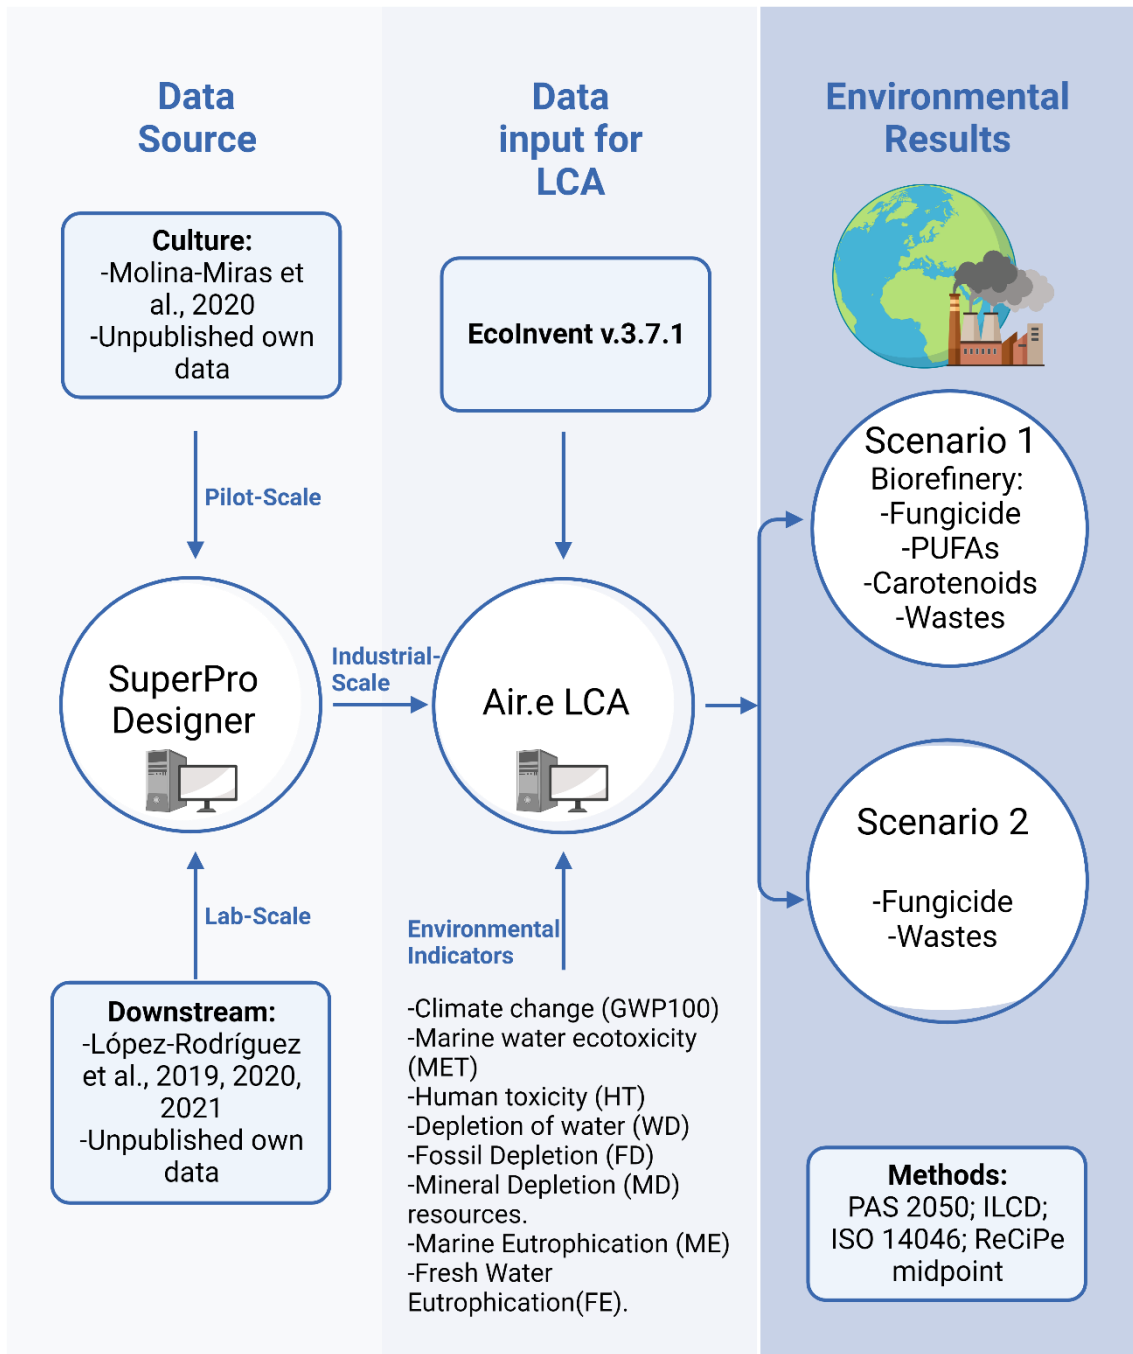 Data
Source
Culture:
-Molina-Miras et
al., 2020
-Unpublished own
data
Pilot-Scale
SuperPro
Designer
Lab-Scale
Downstream:
-López-Rodríguez
et al., 2019, 2020,
2021
-Unpublished own
data
Industrial-
Scale
Data
input for
LCA
EcoInvent v.3.7.1
Air.e LCA
Environmental
Indicators
-Climate change (GWP100)
-Marine water ecotoxicity
(MET)
-Human toxicity (HT)
-Depletion of water (WD)
-Fossil Depletion (FD)
-Mineral Depletion (MD)
resources.
-Marine Eutrophication (ME)
-Fresh Water
Eutrophication(FE).
Environmental
Results
Scenario 1
Biorefinery:
-Fungicide
-PUFAs
-Carotenoids
-Wastes
Scenario 2
-Fungicide
-Wastes
Methods:
PAS 2050; ILCD;
ISO 14046; ReCiPe
midpoint